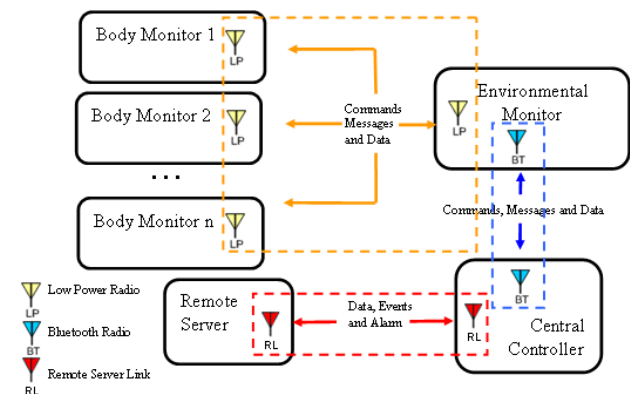 Body Monitor 1
LP
Body Monitor 2
LP
...
Body Monitor n
LP
Commands
Messages
and Data
Environmental
Monitor
LP
BT
Commands, Messages and Data
BT
Central
Controller
RL
Data, Events
and Alarm
Remote
Server
RL
Low Power Radio
LP
Bluetooth Radio
BT
Remote Server Link
RL